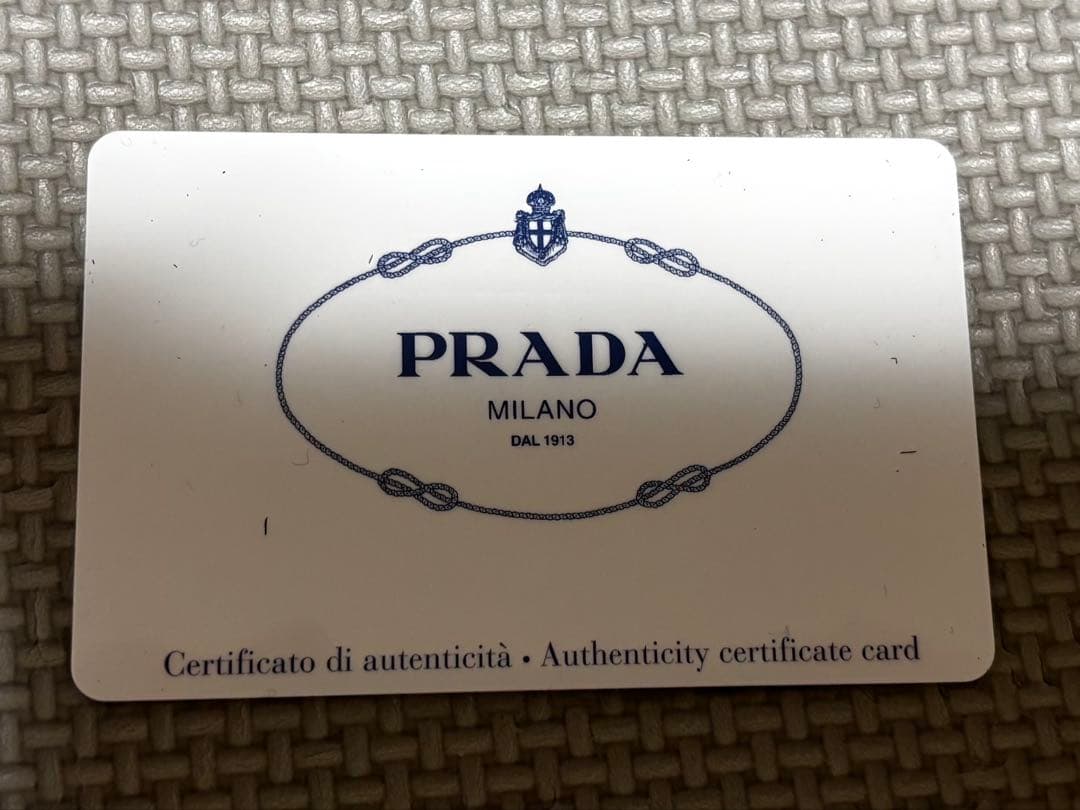 PRADA
MILANO
DAL 1913
Certificato di autenticità • Authenticity certificate card